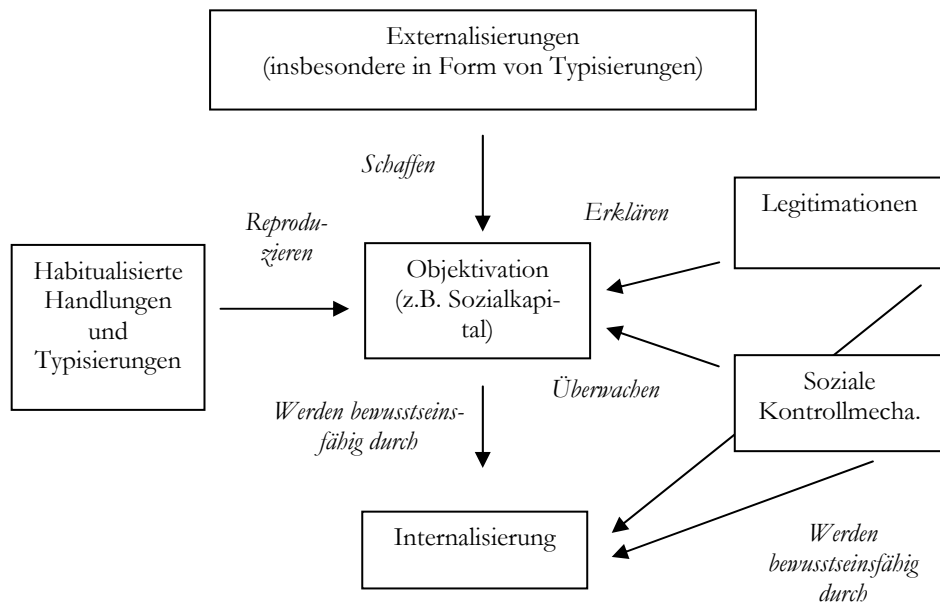 Externalisierungen
(insbesondere in Form von Typisierungen)
Schaffen
Reprodu-
zieren
Erklären
Legitimationen
Habitualisierte
Handlungen
und
Typisierungen
Objektivation
(z.B. Sozialkapi-
tal)
Überwachen
Soziale
Kontrollmecha.
Werden bewusstseins-
fähig durch
Internalisierung
Werden
bewusstseinsfähig
durch